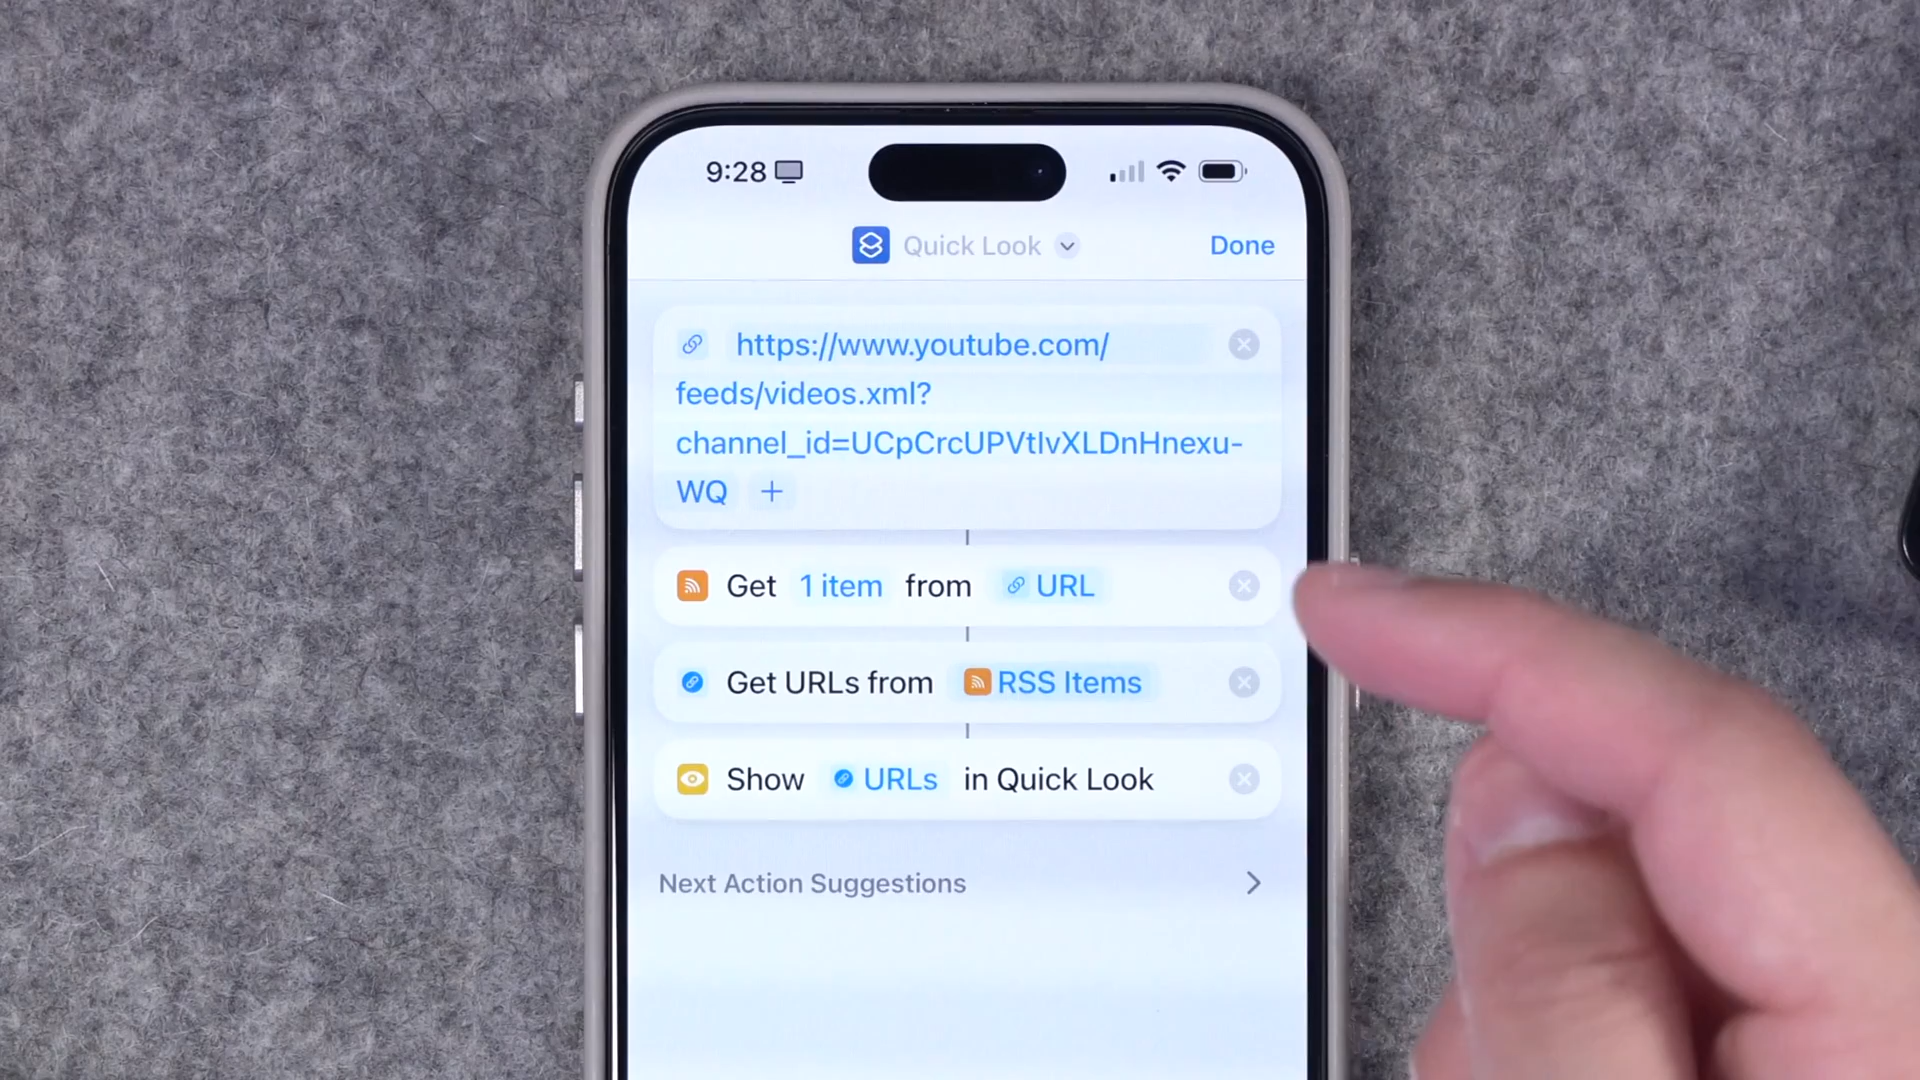 9:28
Quick Look
Done
https://www.youtube.com/
feeds/videos.xml?
channel_id=UCpCrcUPVtIvXLDnHnexu-
WQ +
Get 1 item from URL
Get URLs from RSS Items
Show URLs in Quick Look
Next Action Suggestions